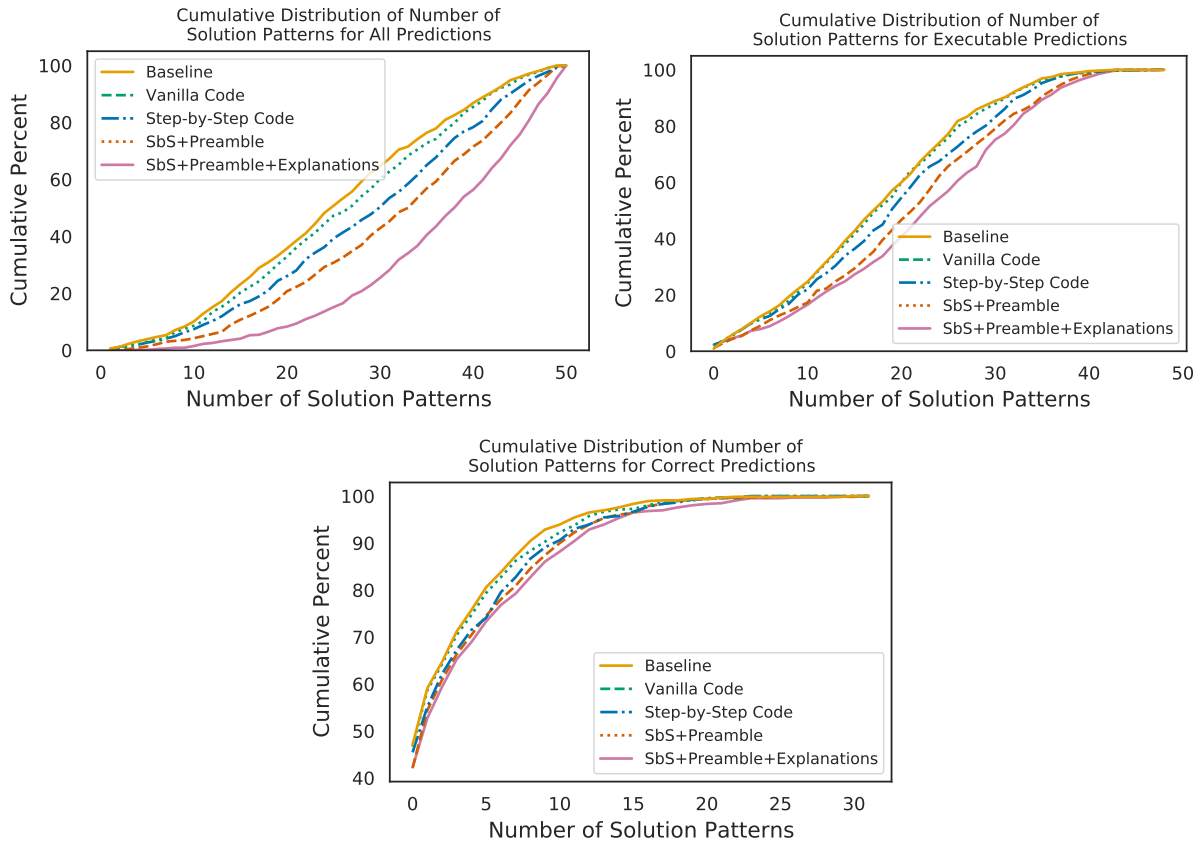 Cumulative Distribution of Number of
Solution Patterns for All Predictions
Cumulative Percent
100
80
60
40
20
0
Baseline
Vanilla Code
Step-by-Step Code
SbS+Preamble
SbS+Preamble+Explanations
0 10 20 30 40 50
Number of Solution Patterns
Cumulative Distribution of Number of
Solution Patterns for Executable Predictions
Cumulative Percent
100
80
60
40
20
0
Baseline
Vanilla Code
Step-by-Step Code
SbS+Preamble
SbS+Preamble+Explanations
0 10 20 30 40 50
Number of Solution Patterns
Cumulative Distribution of Number of
Solution Patterns for Correct Predictions
Cumulative Percent
100
90
80
70
60
50
40
Baseline
Vanilla Code
Step-by-Step Code
SbS+Preamble
SbS+Preamble+Explanations
0 5 10 15 20 25 30
Number of Solution Patterns